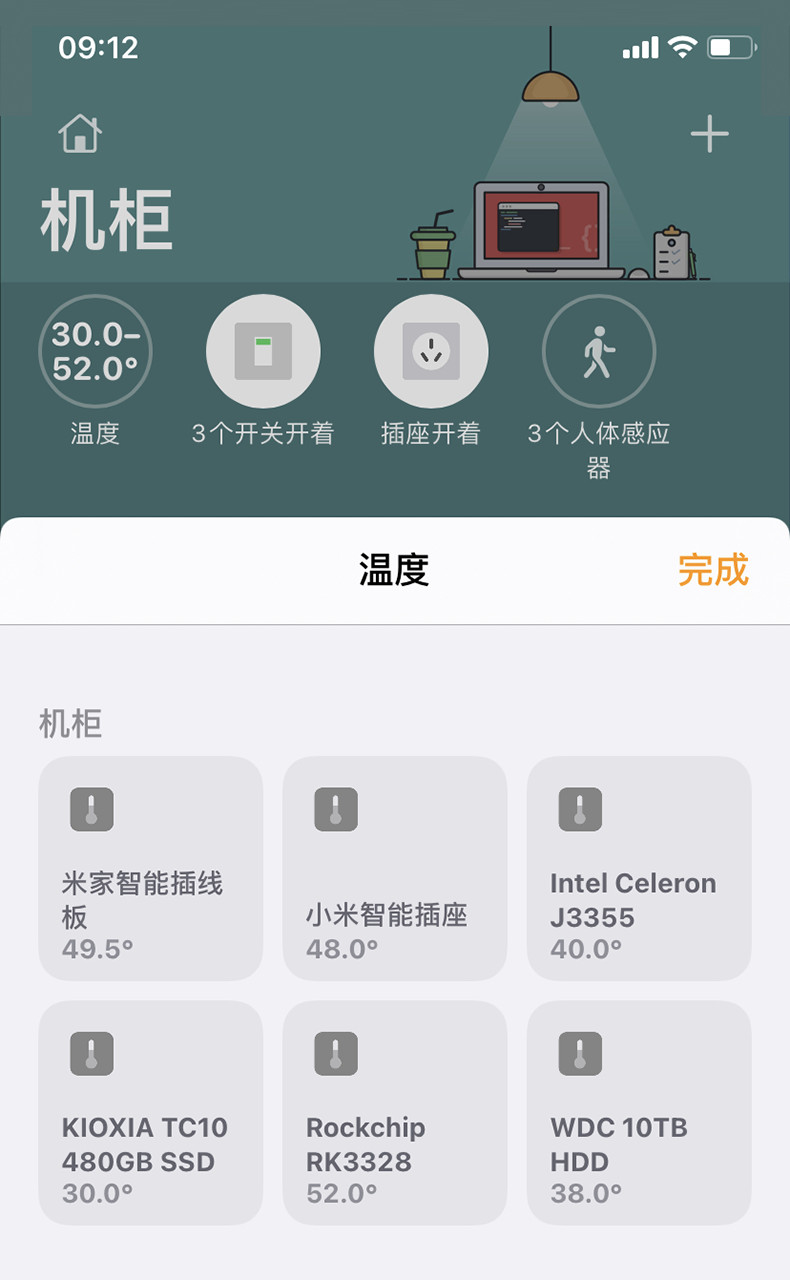 09:12
机柜
30.0–
52.0°
温度
3个开关开着
插座开着
3个人体感应
器
温度
完成
机柜
米家智能插线
板
49.5°
小米智能插座
48.0°
Intel Celeron
J3355
40.0°
KIOXIA TC10
480GB SSD
30.0°
Rockchip
RK3328
52.0°
WDC 10TB
HDD
38.0°